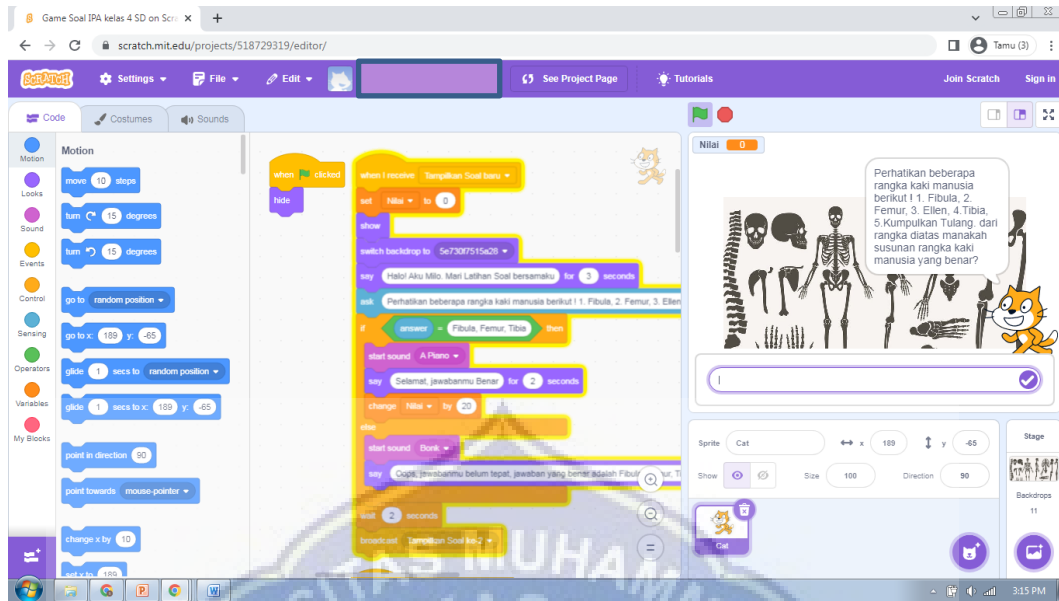 Game Soal IPA kelas 4 SD on Scra
scratch.mit.edu/projects/518729319/editor/
Tamu (3)
SCRATCH
Settings
File
Edit
See Project Page
Tutorials
Join Scratch
Sign in
Code
Costumes
Sounds
Motion
Looks
Sound
Events
Control
Sensing
Operators
Variables
My Blocks
Motion
move 10 steps
turn 15 degrees
turn 15 degrees
go to random position
go to x: 189 y: -65
glide 1 secs to random position
glide 1 secs to x: 189 y: -65
point in direction 90
point towards mouse-pointer
change x by 10
set x to 189
when clicked
hide
when I receive Tampilkan Soal baru
set Nilai to 0
show
switch backdrop to 5e730f7515a28
say Halo! Aku Milo. Mari Latihan Soal bersamaku for 3 seconds
ask Perhatikan beberapa rangka kaki manusia berikut ! 1. Fibula, 2. Femur, 3. Ellen
if answer = Fibula, Femur, Tibia then
start sound A Piano
say Selamat, jawabanmu Benar for 2 seconds
change Nilai by 20
else
start sound Bonk
say Oops, jawabanmu belum tepat, jawaban yang benar adalah Fibula
wait 2 seconds
broadcast Tampilkan Soal ke-2
Nilai 0
Perhatikan beberapa
rangka kaki manusia
berikut ! 1. Fibula, 2.
Femur, 3. Ellen, 4.Tibia,
5.Kumpulkan Tulang. dari
rangka diatas manakah
susunan rangka kaki
manusia yang benar?
Sprite Cat x 189 y -65
Show Size 100 Direction 90
Cat
Stage
Backdrops
11
3:15 PM